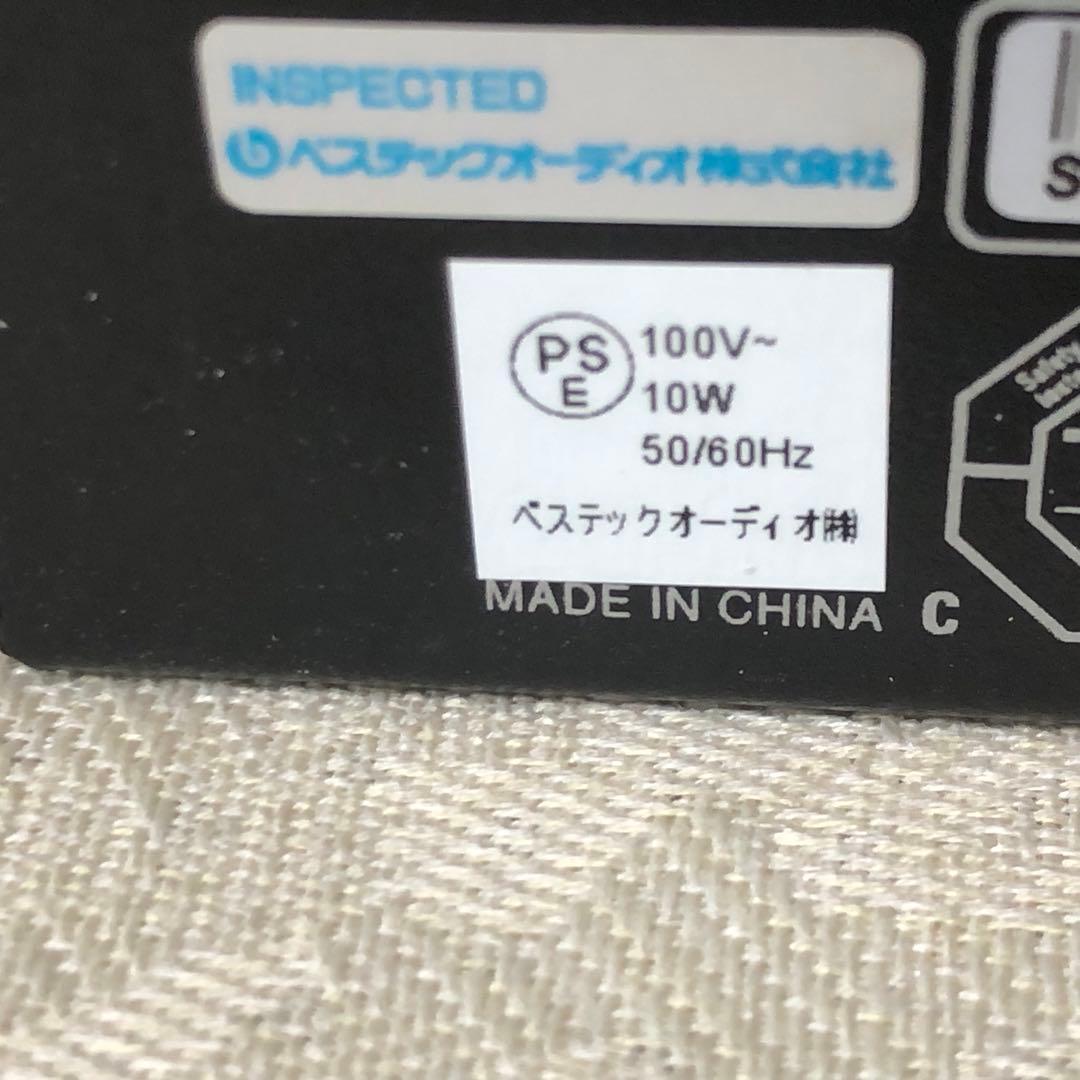 INSPECTED
ベステックオーディオ株式会社
S
PS
E
100V~
10W
50/60Hz
ベステックオーディオ㈱
MADE IN CHINA C
Safety